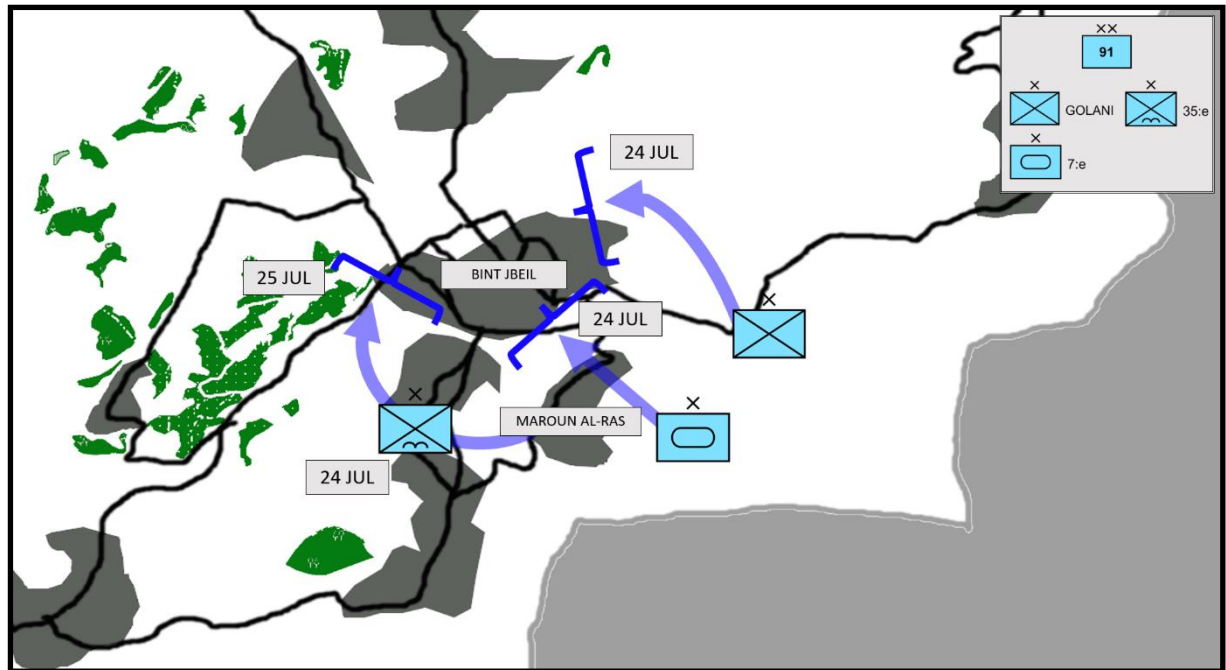 91
GOLANI
35:e
7:e
24 JUL
25 JUL
BINT JBEIL
24 JUL
MAROUN AL-RAS
24 JUL